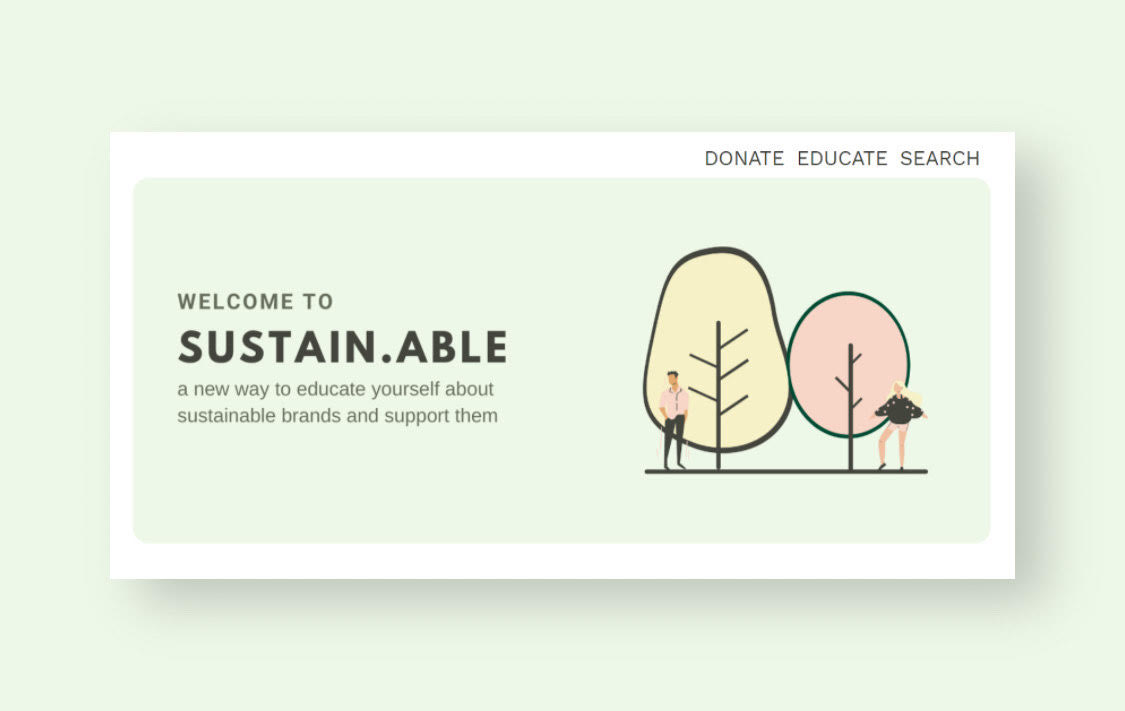 DONATE EDUCATE SEARCH
WELCOME TO
SUSTAIN.ABLE
a new way to educate yourself about
sustainable brands and support them